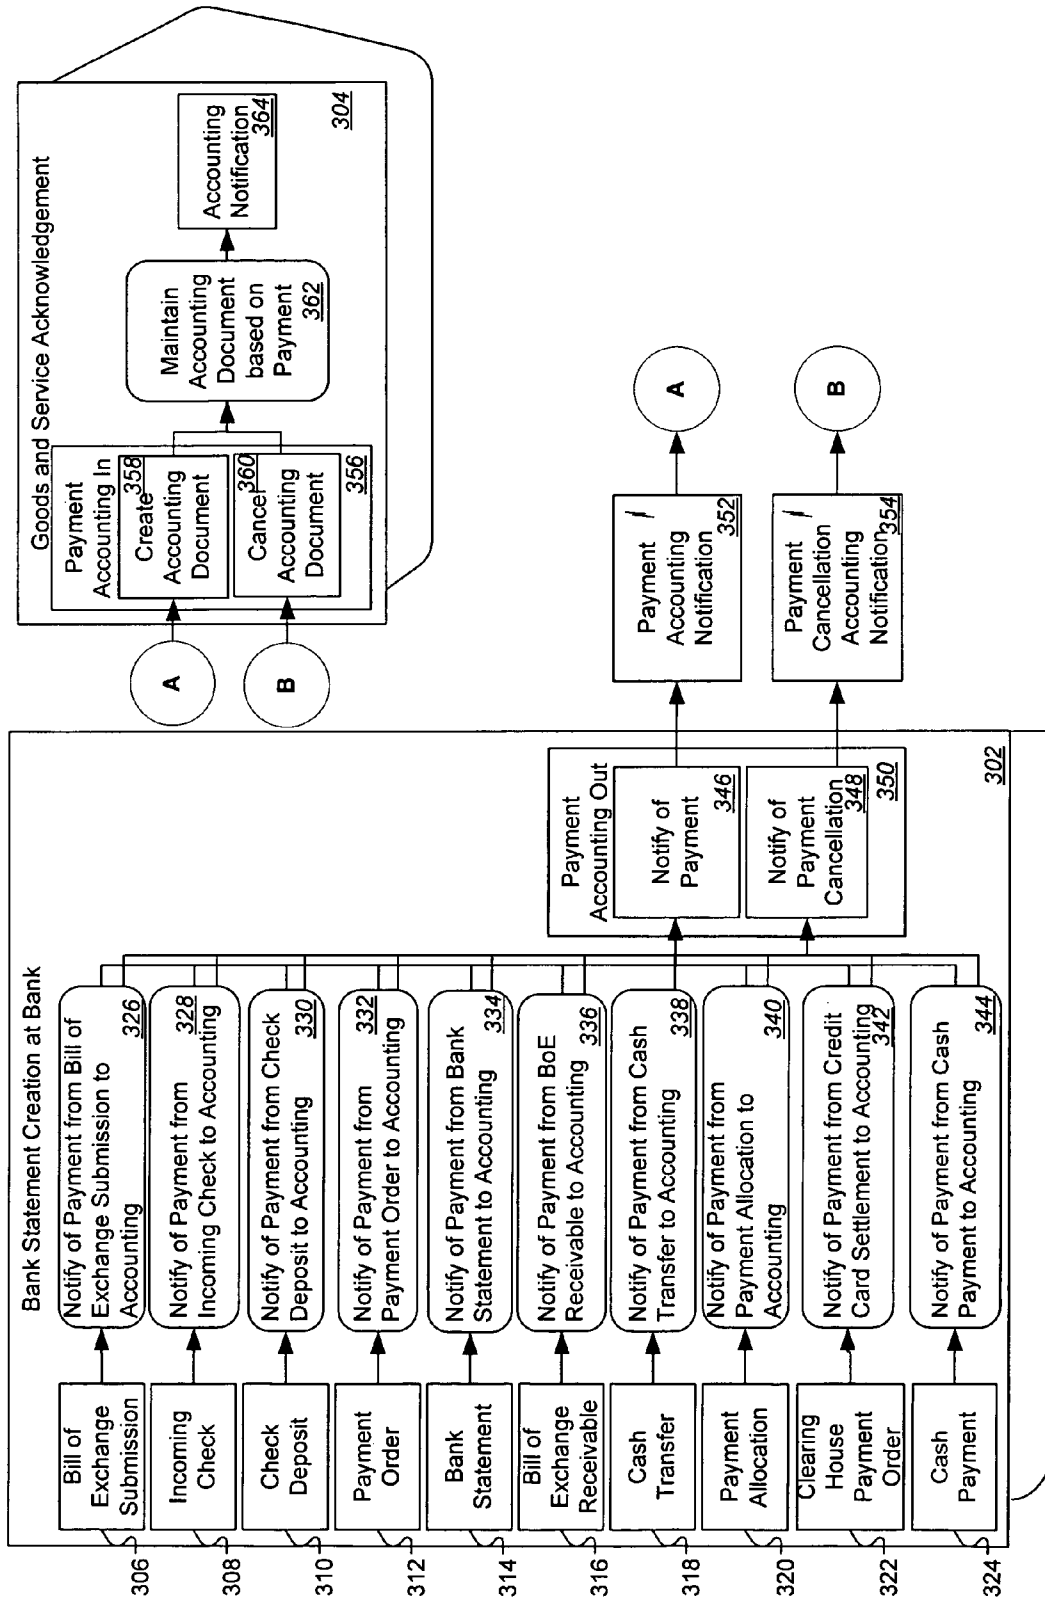 Bank Statement Creation at Bank
306
Bill of
Exchange
Submission
Notify of Payment from Bill of
Exchange Submission to
Accounting
326
308
Incoming
Check
Notify of Payment from
Incoming Check to Accounting
328
310
Check
Deposit
Notify of Payment from Check
Deposit to Accounting
330
312
Payment
Order
Notify of Payment from
Payment Order to Accounting
332
314
Bank
Statement
Notify of Payment from Bank
Statement to Accounting
334
316
Bill of
Exchange
Receivable
Notify of Payment from BoE
Receivable to Accounting
336
318
Cash
Transfer
Notify of Payment from Cash
Transfer to Accounting
338
320
Payment
Allocation
Notify of Payment from
Payment Allocation to
Accounting
340
322
Clearing
House
Payment
Order
Notify of Payment from Credit
Card Settlement to Accounting
342
324
Cash
Payment
Notify of Payment from Cash
Payment to Accounting
344
Payment
Accounting Out
Notify of
Payment
346
Notify of
Payment
Cancellation
348
350
302
Payment
Accounting
Notification
352
A
Payment
Cancellation
Accounting
Notification
354
B
Goods and Service Acknowledgement
A
B
Payment
Accounting In
Create
358
Accounting
Document
Cancel
360
Accounting
Document
356
Maintain
Accounting
Document
based on
Payment
362
Accounting
Notification
364
304